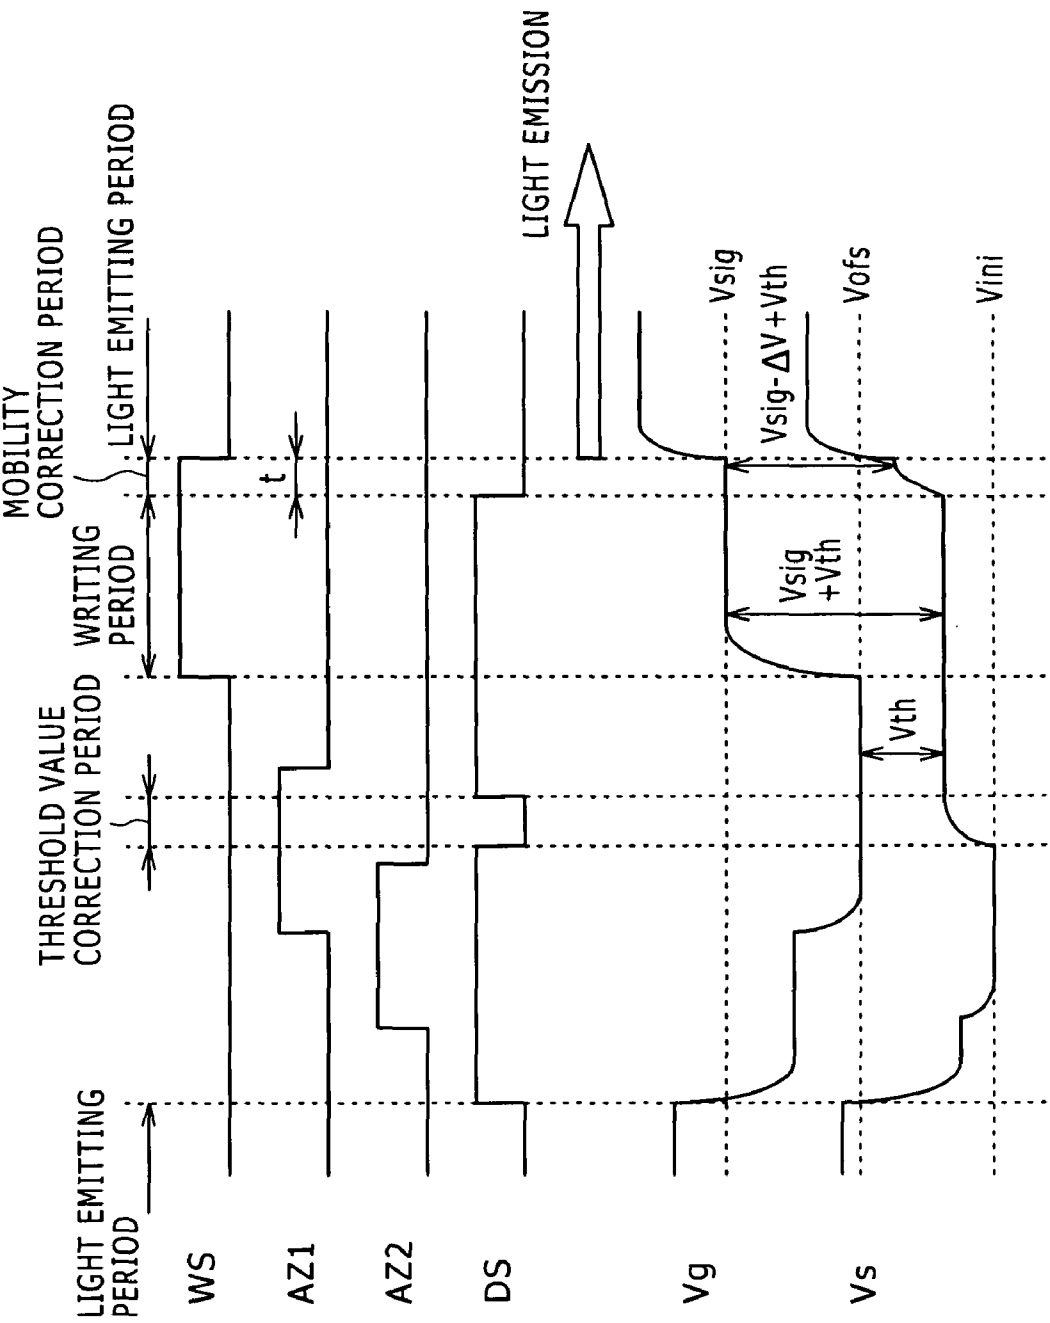 LIGHT EMITTING
PERIOD
THRESHOLD VALUE
CORRECTION PERIOD
WRITING
PERIOD
MOBILITY
CORRECTION PERIOD
LIGHT EMITTING PERIOD
WS
AZ1
t
AZ2
DS
LIGHT EMISSION
Vg
Vsig
Vsig-ΔV+Vth
Vsig
+Vth
Vth
Vs
Vofs
Vini